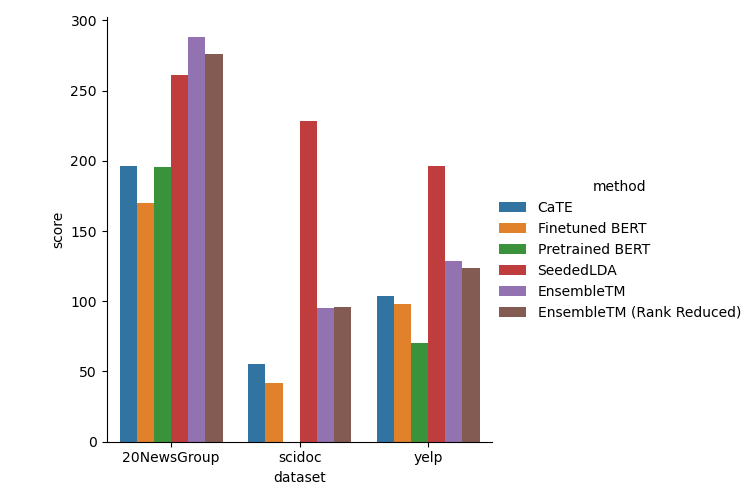 300
250
200
150
100
50
0
score
20NewsGroup
scidoc
yelp
dataset
method
CaTE
Finetuned BERT
Pretrained BERT
SeededLDA
EnsembleTM
EnsembleTM (Rank Reduced)